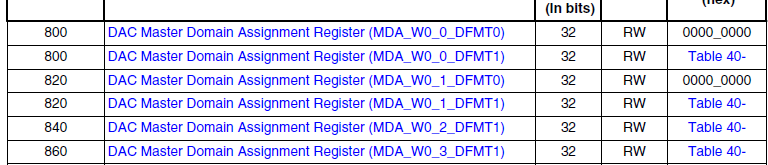 (In bits)
(hex)
800 DAC Master Domain Assignment Register (MDA_W0_0_DFMT0) 32 RW 0000_0000
800 DAC Master Domain Assignment Register (MDA_W0_0_DFMT1) 32 RW Table 40-
820 DAC Master Domain Assignment Register (MDA_W0_1_DFMT0) 32 RW 0000_0000
820 DAC Master Domain Assignment Register (MDA_W0_1_DFMT1) 32 RW Table 40-
840 DAC Master Domain Assignment Register (MDA_W0_2_DFMT1) 32 RW Table 40-
860 DAC Master Domain Assignment Register (MDA_W0_3_DFMT1) 32 RW Table 40-